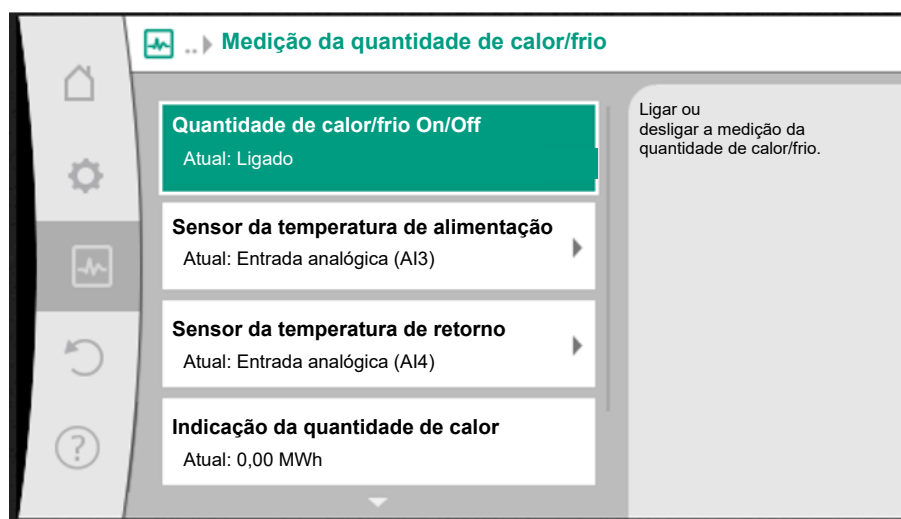 .. Medição da quantidade de calor/frio
Quantidade de calor/frio On/Off
Atual: Ligado
Sensor da temperatura de alimentação
Atual: Entrada analógica (AI3)
Sensor da temperatura de retorno
Atual: Entrada analógica (AI4)
Indicação da quantidade de calor
Atual: 0,00 MWh
Ligar ou
desligar a medição da
quantidade de calor/frio.
?